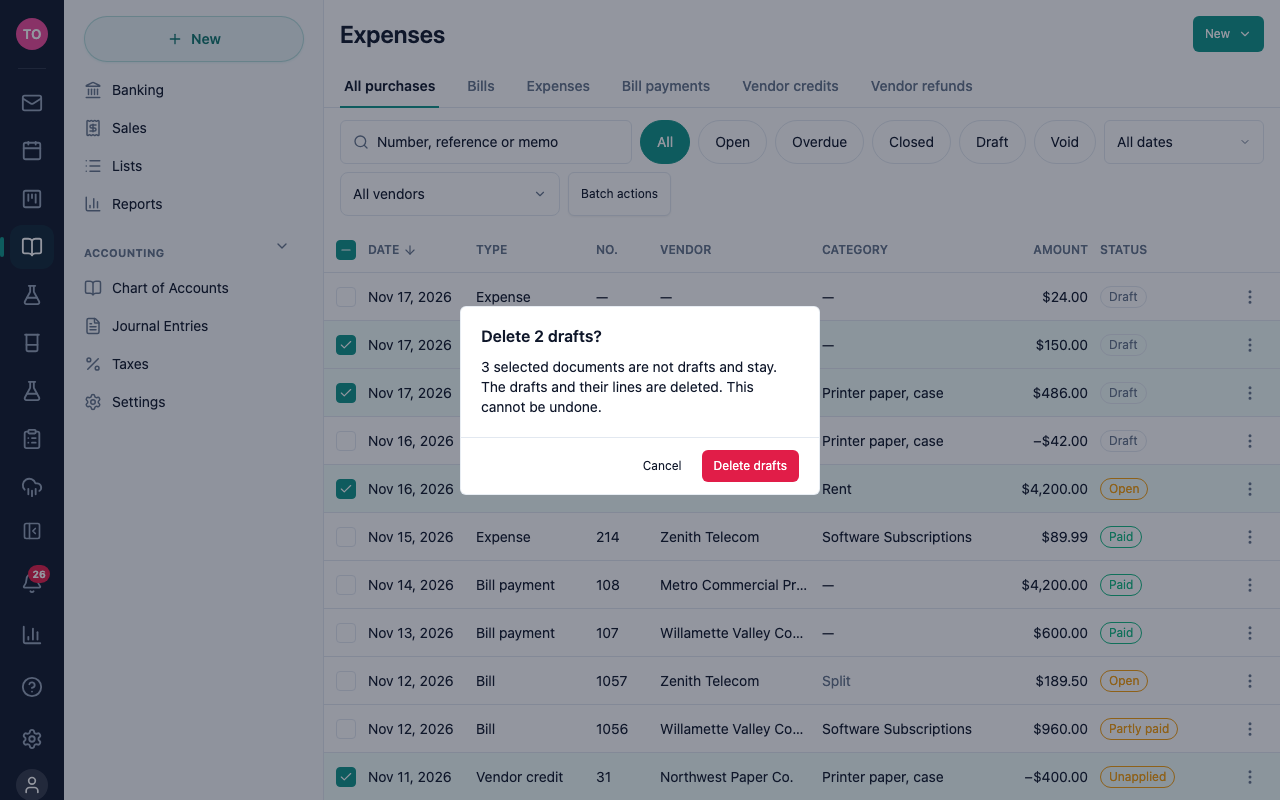 TO
New
Banking
Sales
Lists
Reports
ACCOUNTING
Chart of Accounts
Journal Entries
Taxes
Settings
26
Expenses
New
All purchases Bills Expenses Bill payments Vendor credits Vendor refunds
Number, reference or memo All Open Overdue Closed Draft Void All dates
All vendors Batch actions
DATE TYPE NO. VENDOR CATEGORY AMOUNT STATUS
Nov 17, 2026 Expense — — — $24.00 Draft
Nov 17, 2026 — $150.00 Draft
Nov 17, 2026 Printer paper, case $486.00 Draft
Nov 16, 2026 Printer paper, case –$42.00 Draft
Nov 16, 2026 Rent $4,200.00 Open
Nov 15, 2026 Expense 214 Zenith Telecom Software Subscriptions $89.99 Paid
Nov 14, 2026 Bill payment 108 Metro Commercial Pr... — $4,200.00 Paid
Nov 13, 2026 Bill payment 107 Willamette Valley Co... — $600.00 Paid
Nov 12, 2026 Bill 1057 Zenith Telecom Split $189.50 Open
Nov 12, 2026 Bill 1056 Willamette Valley Co... Software Subscriptions $960.00 Partly paid
Nov 11, 2026 Vendor credit 31 Northwest Paper Co. Printer paper, case –$400.00 Unapplied
Delete 2 drafts?
3 selected documents are not drafts and stay.
The drafts and their lines are deleted. This
cannot be undone.
Cancel Delete drafts